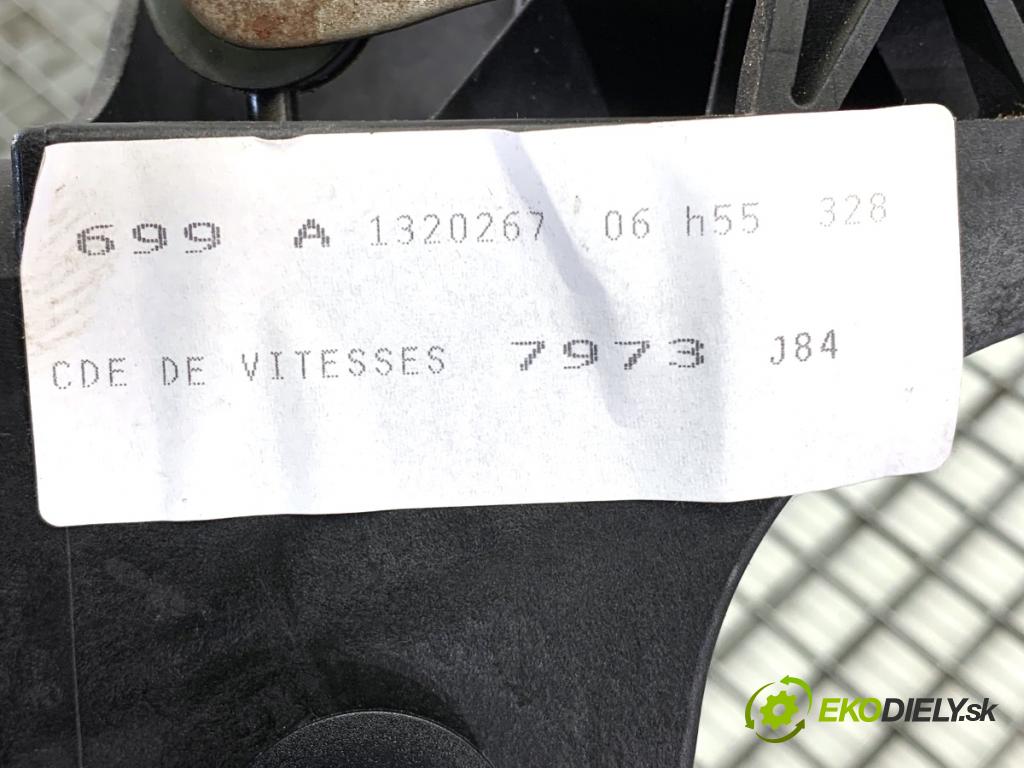 699 A 1320267 06 h55 328
CDE DE VITESSES 7973 J84
EKODIELY.sk